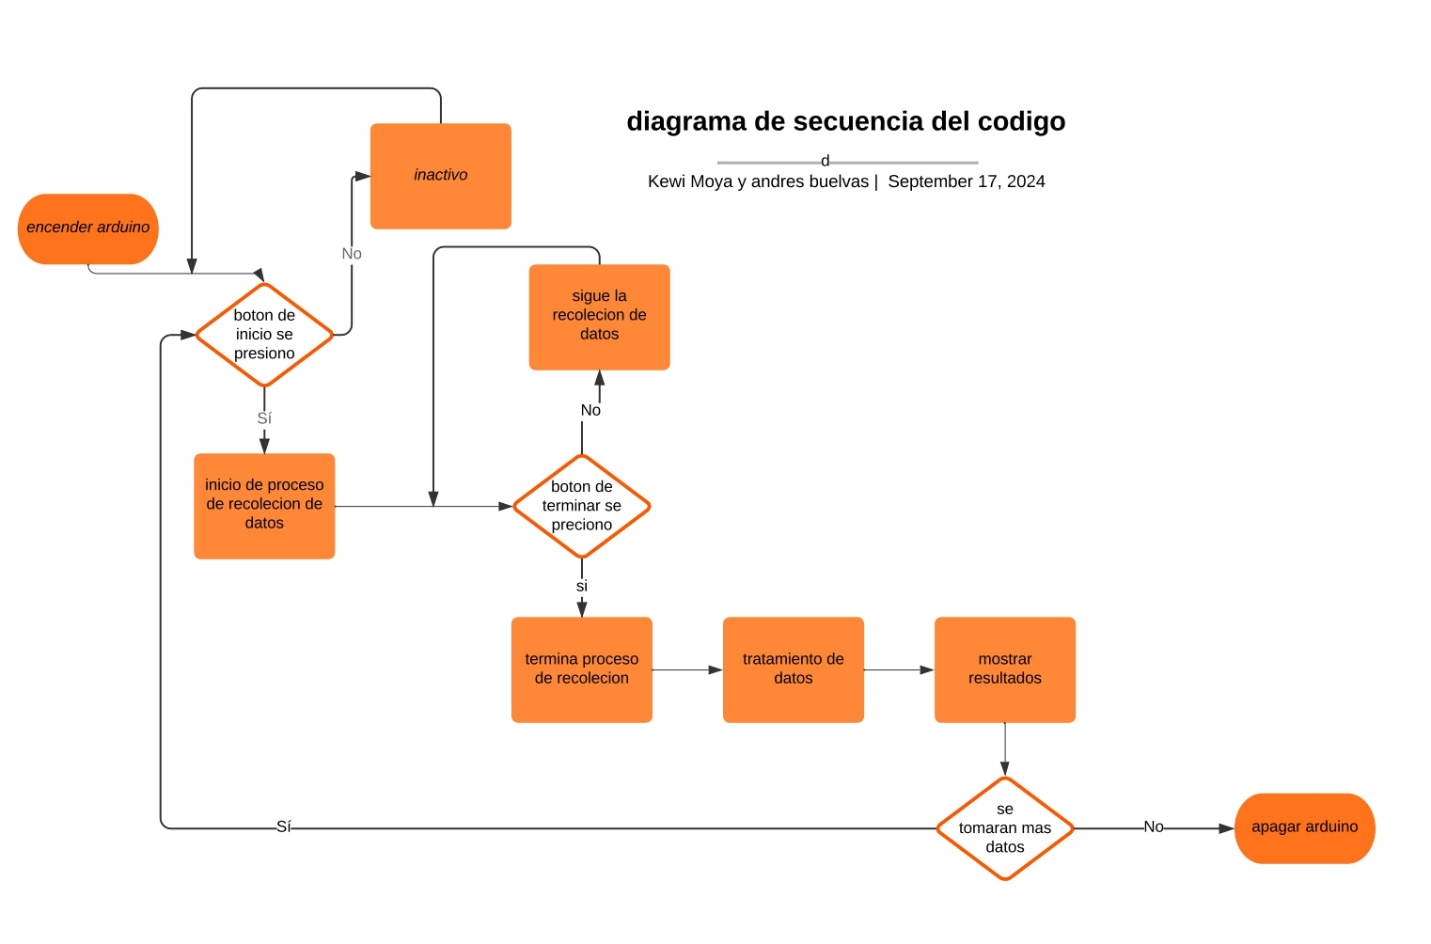 diagrama de secuencia del codigo
d
Kewi Moya y andres buelvas | September 17, 2024
encender arduino
inactivo
No
boton de
inicio se
presiono
Sí
inicio de proceso
de recolecion de
datos
sigue la
recolecion de
datos
No
boton de
terminar se
preciono
si
termina proceso
de recolecion
tratamiento de
datos
mostrar
resultados
se
tomaran mas
datos
Sí
No
apagar arduino